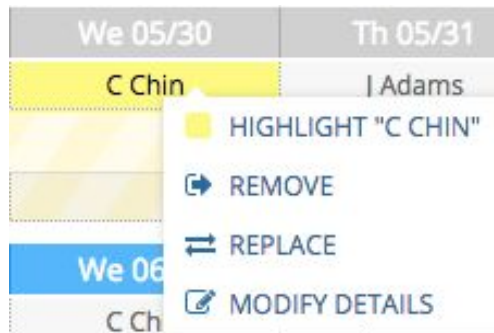 We 05/30 Th 05/31
C Chin J Adams
HIGHLIGHT "C CHIN"
REMOVE
REPLACE
We 06
MODIFY DETAILS
C Ch